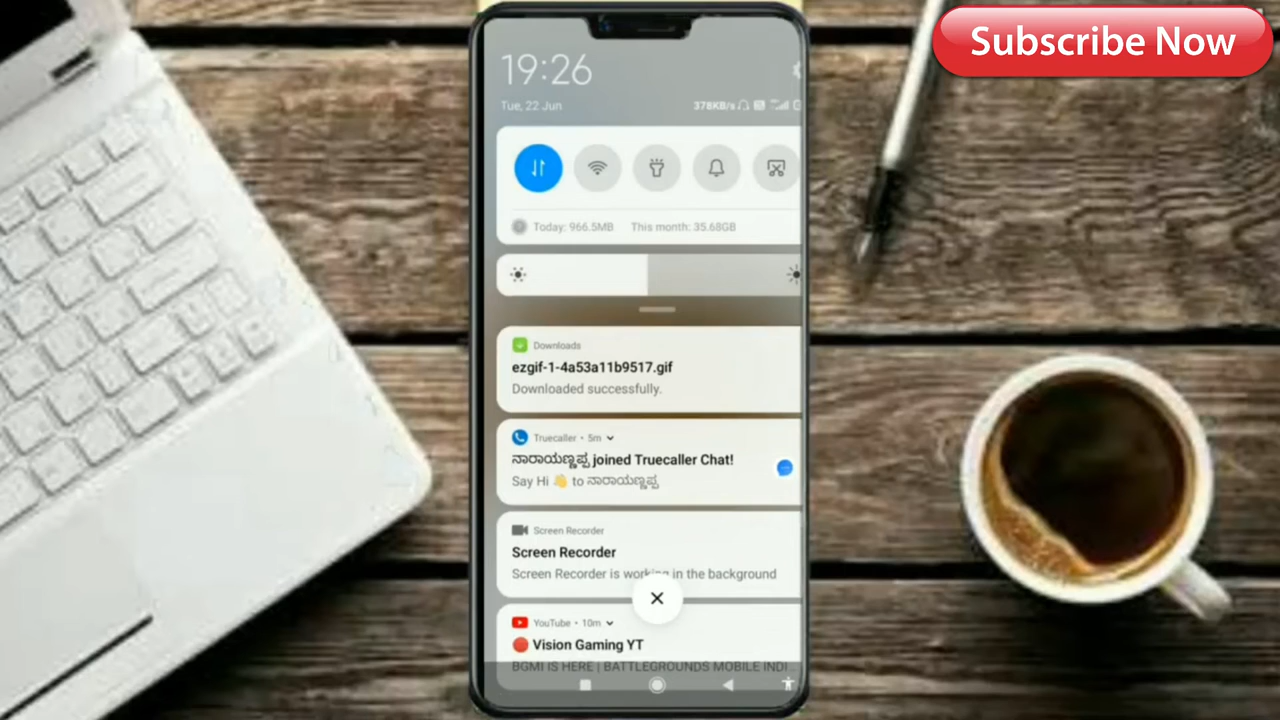 Subscribe Now
19:26
Tue, 22 Jun
378KB/s
Today: 966.5MB This month: 35.68GB
Downloads
ezgif-1-4a53a11b9517.gif
Downloaded successfully.
Truecaller • 5m
ನಾರಾಯಣಪ್ಪ joined Truecaller Chat!
Say Hi 👋 to ನಾರಾಯಣಪ್ಪ
Screen Recorder
Screen Recorder
Screen Recorder is working in the background
YouTube • 10m
🔴 Vision Gaming YT
BGMI IS HERE | BATTLEGROUNDS MOBILE INDI